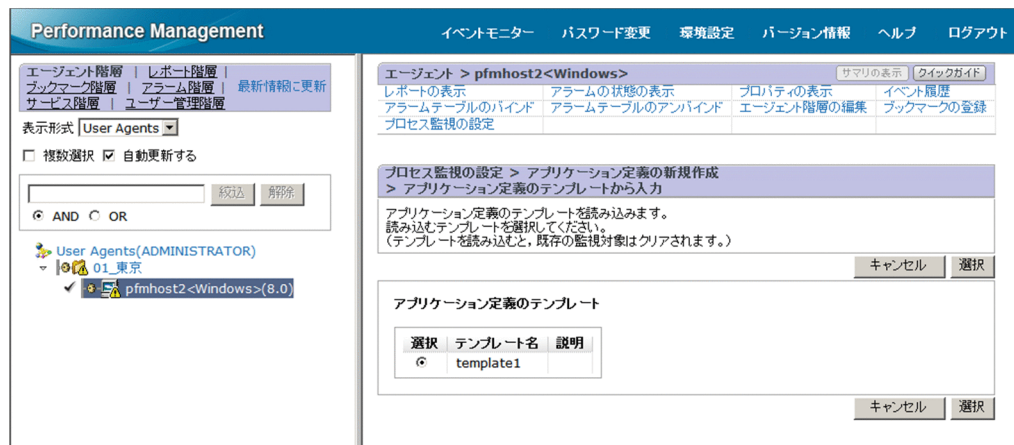 Performance Management
イベントモニター パスワード変更 環境設定 バージョン情報 ヘルプ ログアウト
エージェント階層 | レポート階層 |
ブックマーク階層 | アラーム階層 | 最新情報に更新
サービス階層 | ユーザー管理階層
表示形式 User Agents
複数選択 自動更新する
絞込 解除
AND OR
User Agents(ADMINISTRATOR)
01_東京
pfmhost2<Windows>(8.0)
エージェント > pfmhost2<Windows> サマリの表示 クイックガイド
レポートの表示 アラームの状態の表示 プロパティの表示 イベント履歴
アラームテーブルのバインド アラームテーブルのアンバインド エージェント階層の編集 ブックマークの登録
プロセス監視の設定
プロセス監視の設定 > アプリケーション定義の新規作成
> アプリケーション定義のテンプレートから入力
アプリケーション定義のテンプレートを読み込みます。
読み込むテンプレートを選択してください。
(テンプレートを読み込むと,既存の監視対象はクリアされます。)
キャンセル 選択
アプリケーション定義のテンプレート
選択 テンプレート名 説明
template1
キャンセル 選択